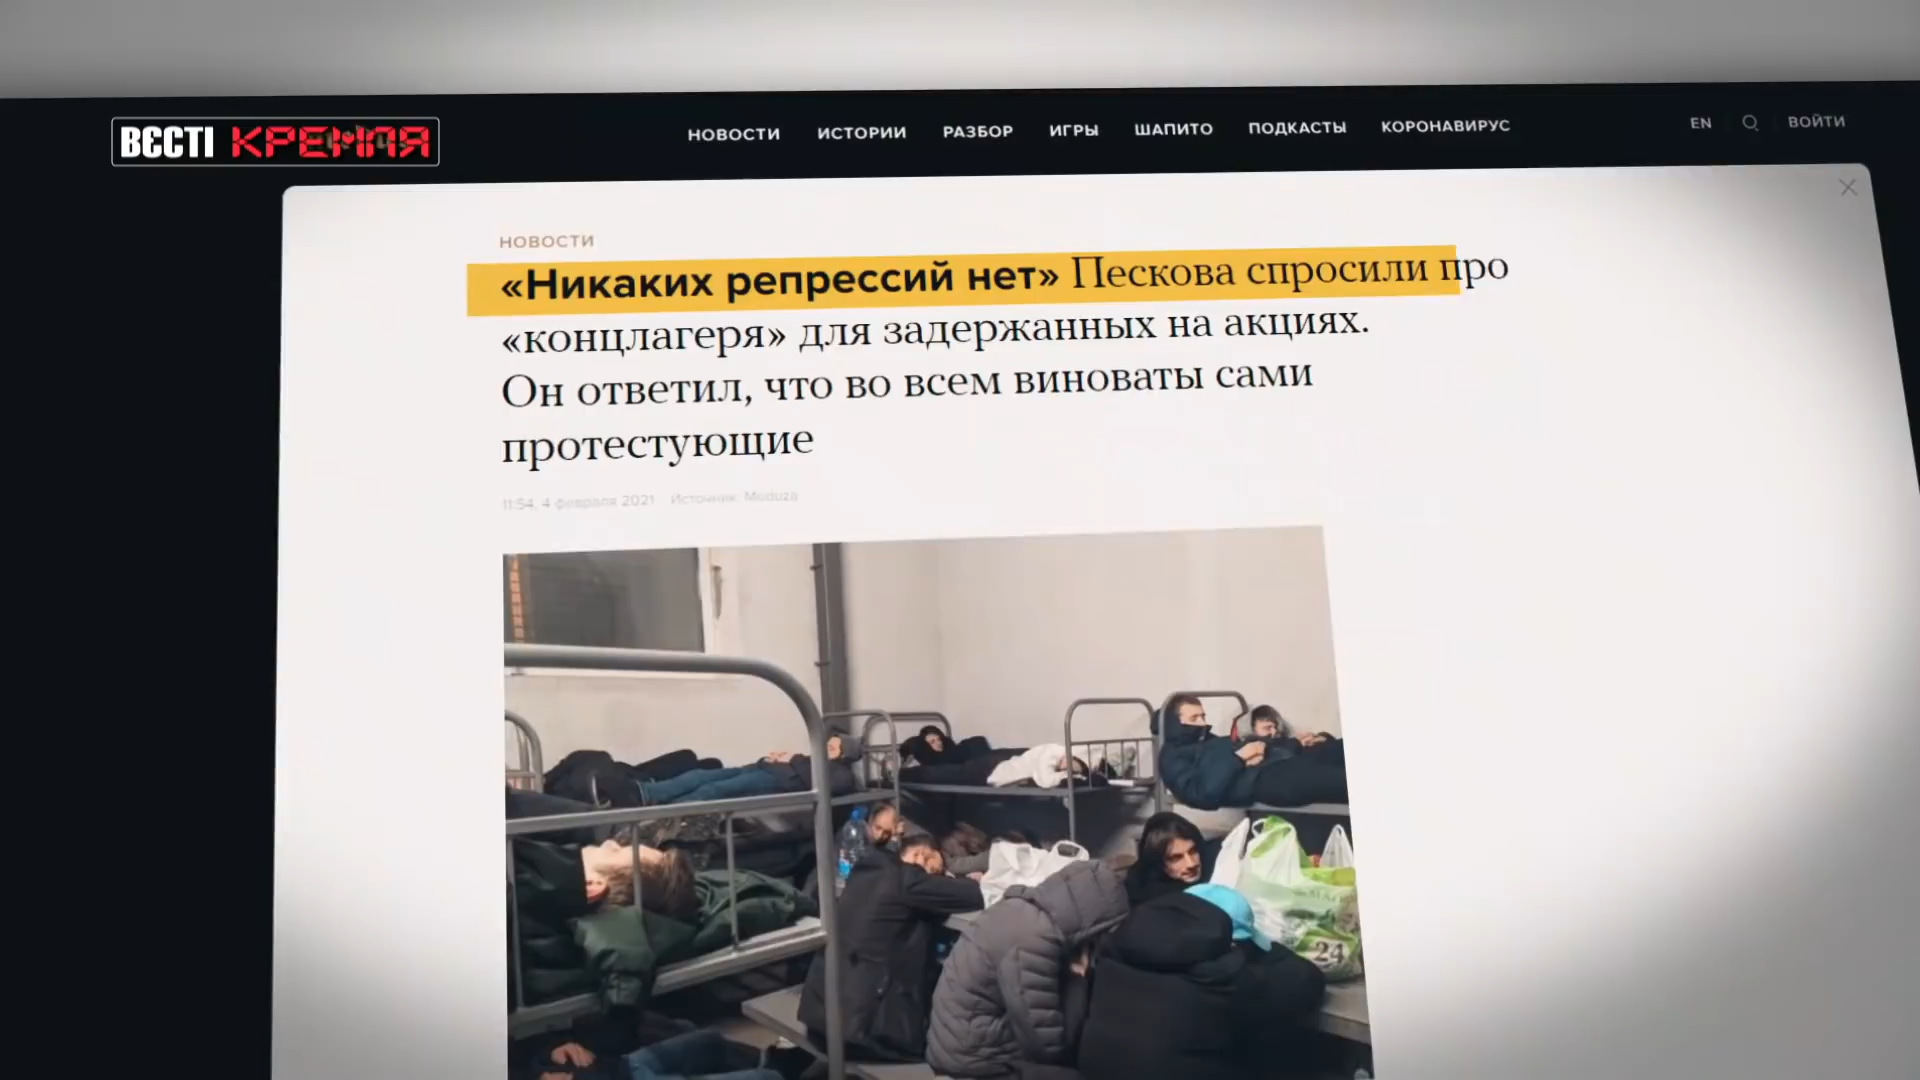 ВЄСТІ КРЕМЛЯ
НОВОСТИ ИСТОРИИ РАЗБОР ИГРЫ ШАПИТО ПОДКАСТЫ КОРОНАВИРУС
EN ВОЙТИ
НОВОСТИ
«Никаких репрессий нет» Пескова спросили про
«концлагеря» для задержанных на акциях.
Он ответил, что во всем виноваты сами
протестующие
11:54, 4 февраля 2021 Источник: Meduza
24